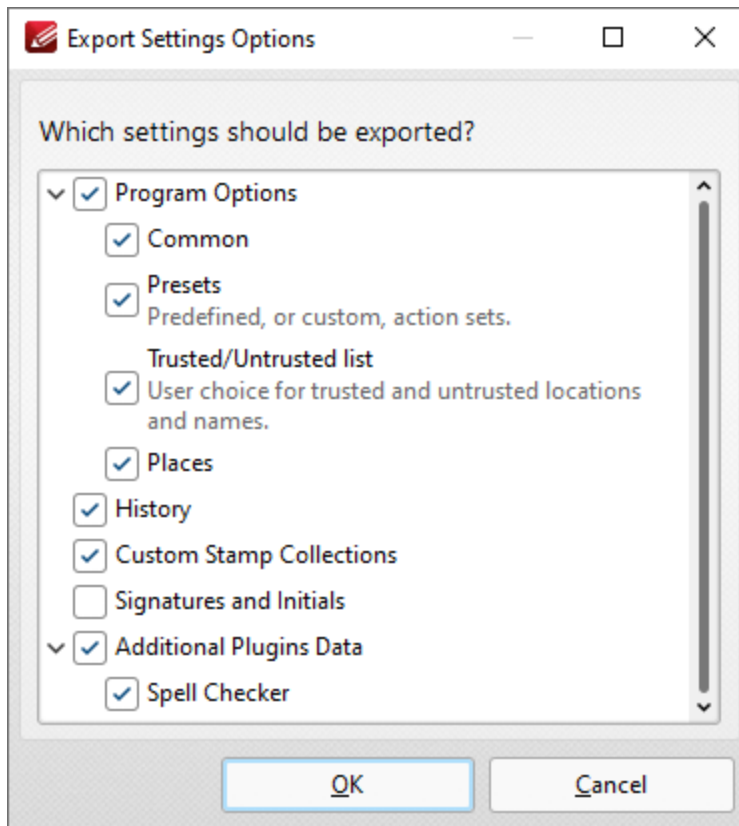 Export Settings Options
Which settings should be exported?
Program Options
Common
Presets
Predefined, or custom, action sets.
Trusted/Untrusted list
User choice for trusted and untrusted locations
and names.
Places
History
Custom Stamp Collections
Signatures and Initials
Additional Plugins Data
Spell Checker
OK
Cancel